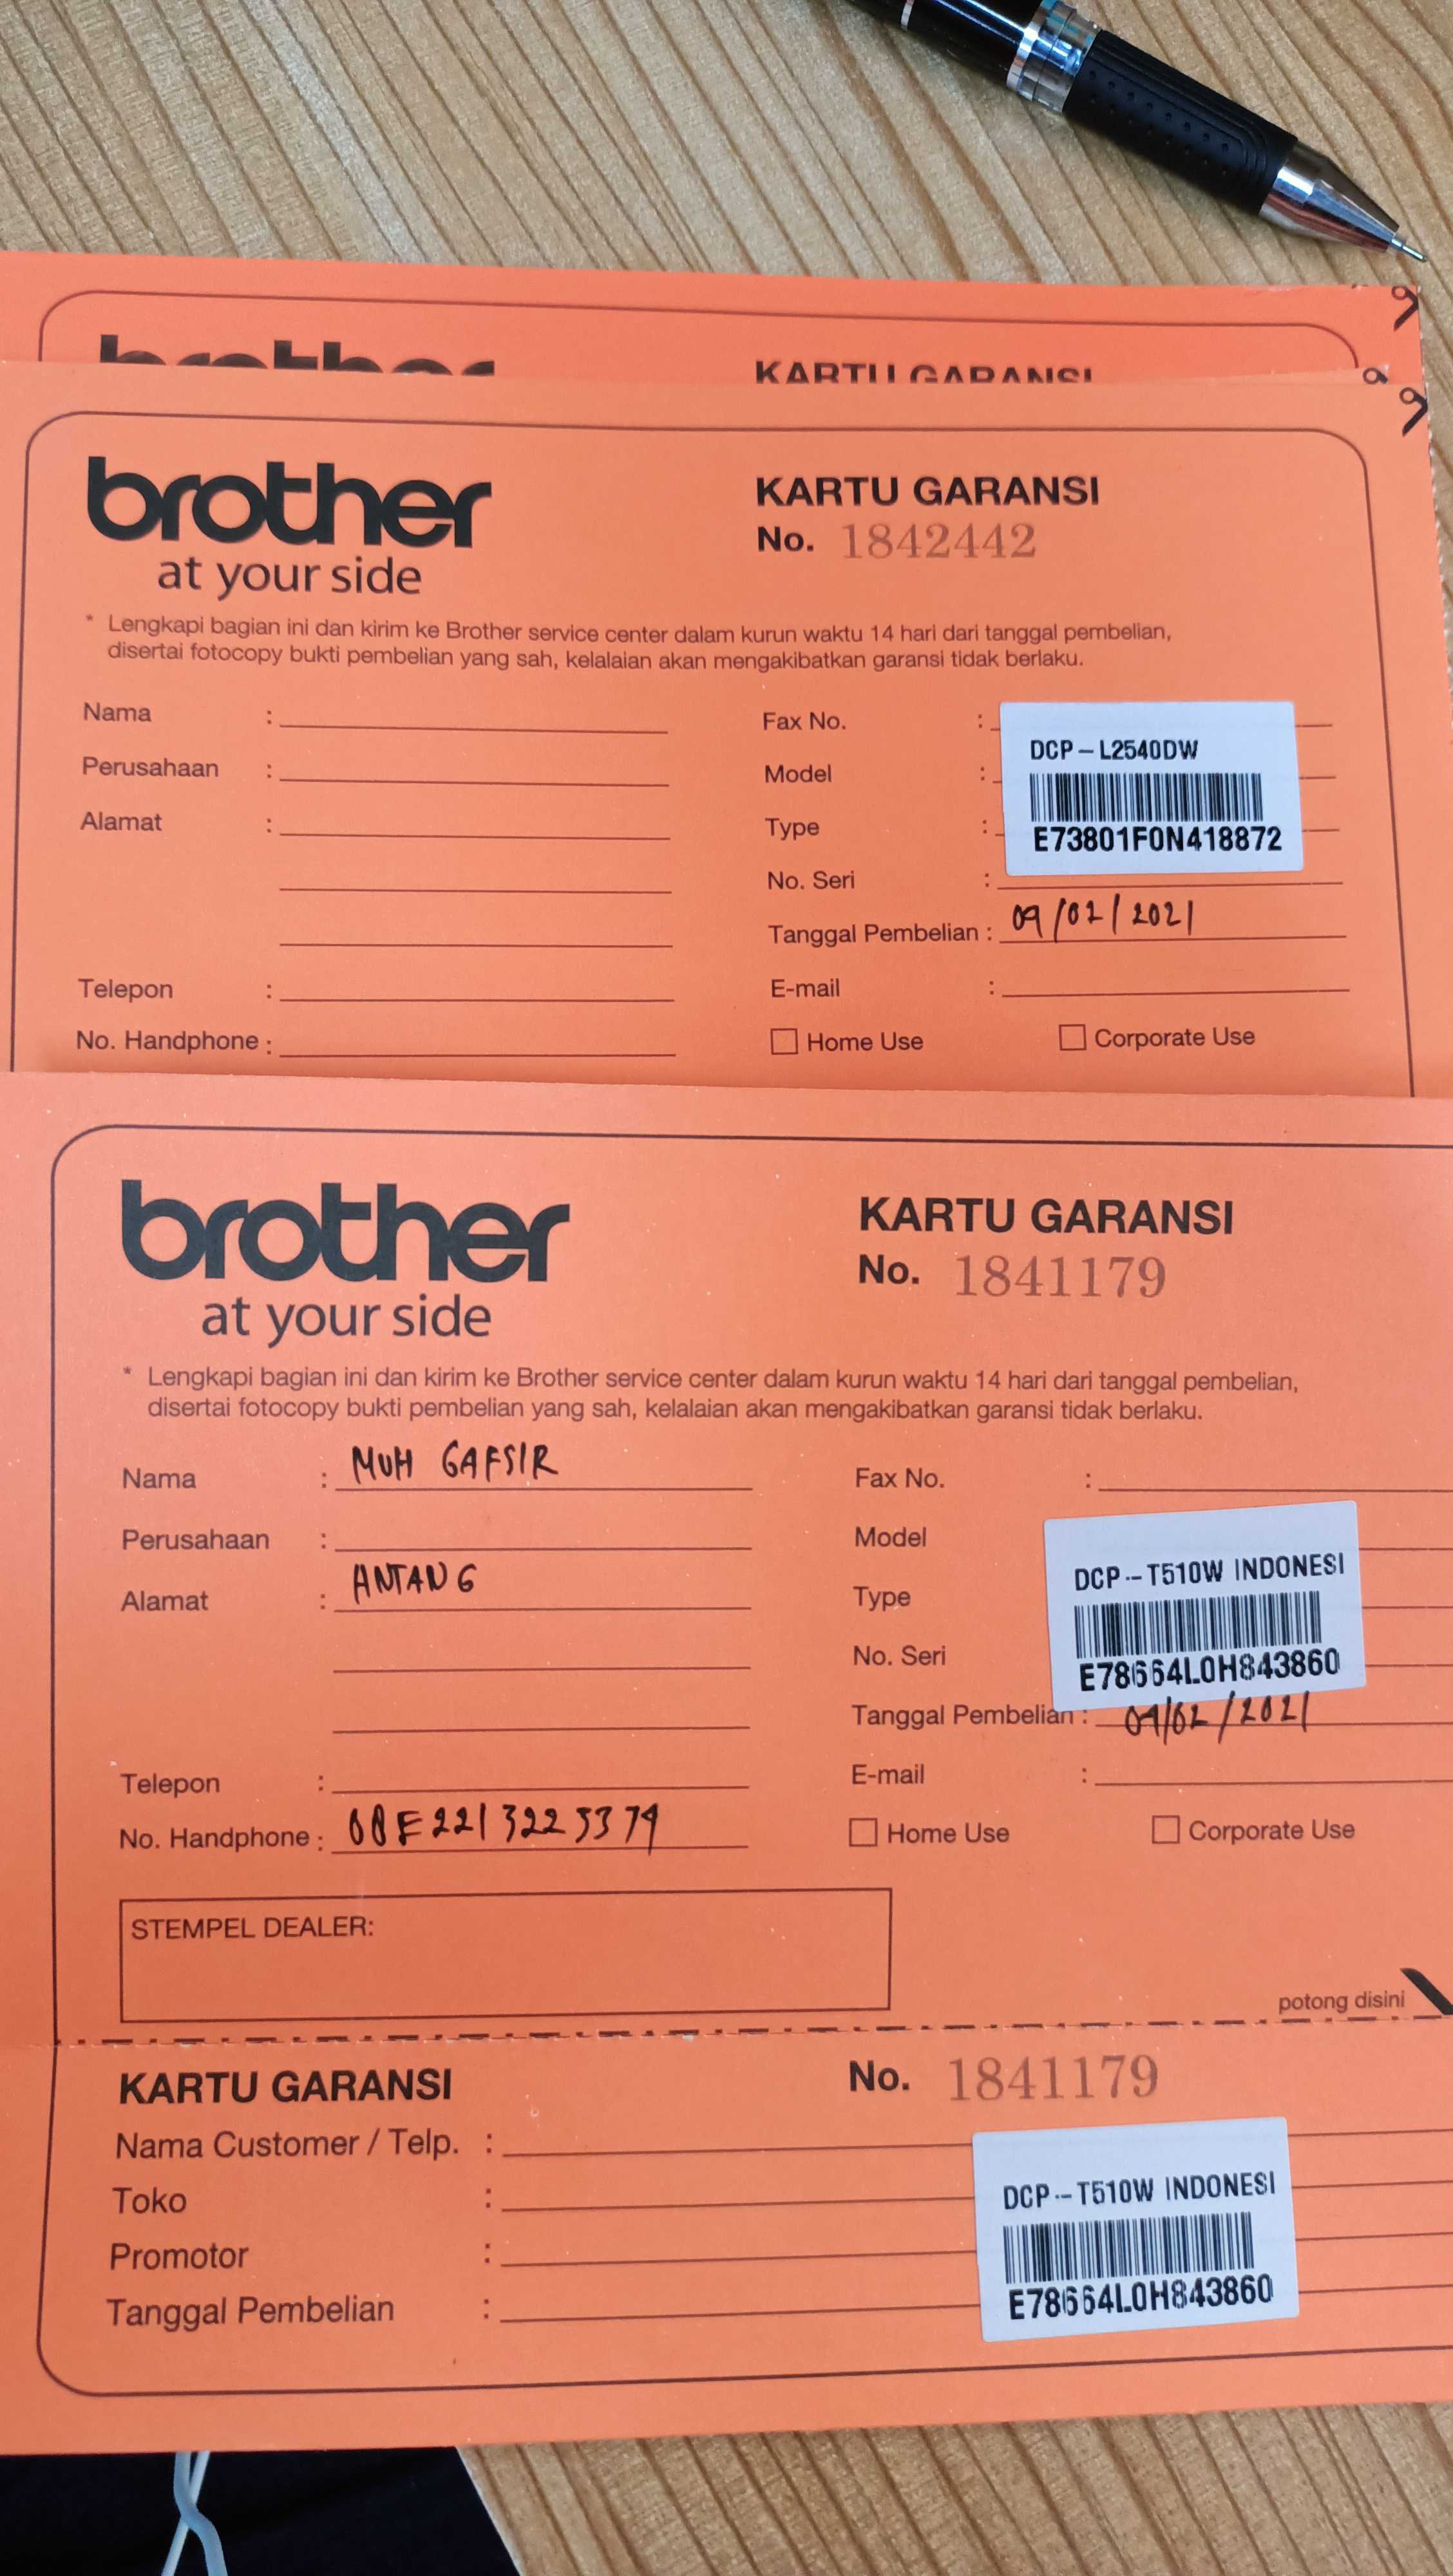 KARTU GARANSI
brother
at your side
KARTU GARANSI
No. 1842442
* Lengkapi bagian ini dan kirim ke Brother service center dalam kurun waktu 14 hari dari tanggal pembelian,
disertai fotocopy bukti pembelian yang sah, kelalaian akan mengakibatkan garansi tidak berlaku.
Nama :
Perusahaan :
Alamat :
Telepon :
No. Handphone :
Fax No. :
Model :
Type :
No. Seri :
DCP-L2540DW
E73801F0N418872
Tanggal Pembelian : 09/02/2021
E-mail :
Home Use
Corporate Use
brother
at your side
KARTU GARANSI
No. 1841179
* Lengkapi bagian ini dan kirim ke Brother service center dalam kurun waktu 14 hari dari tanggal pembelian,
disertai fotocopy bukti pembelian yang sah, kelalaian akan mengakibatkan garansi tidak berlaku.
Nama : MUH GAFSIR
Perusahaan :
Alamat : ANTANG
Telepon :
No. Handphone :
Fax No. :
Model
Type
No. Seri
DCP-T510W INDONESI
E78664L0H843860
Tanggal Pembelian : 09/02/2021
E-mail :
Home Use
Corporate Use
STEMPEL DEALER:
potong disini
KARTU GARANSI
No. 1841179
Nama Customer / Telp. :
Toko :
Promotor :
Tanggal Pembelian :
DCP-T510W INDONESI
E78664L0H843860